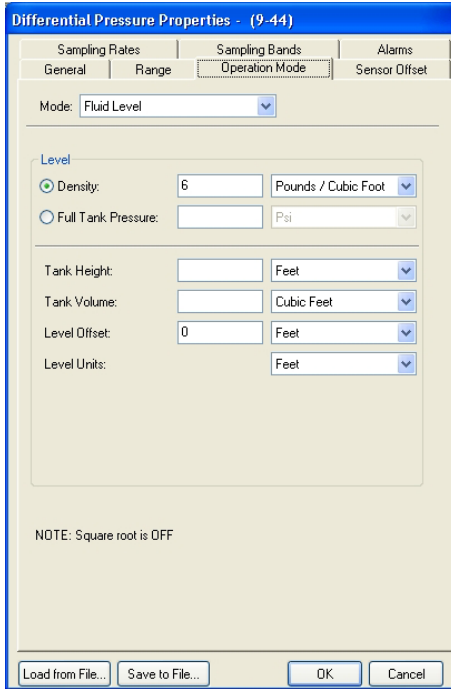 Differential Pressure Properties - (9-44)
Sampling Rates Sampling Bands Alarms
General Range Operation Mode Sensor Offset
Mode: Fluid Level
Level
Density: 6 Pounds / Cubic Foot
Full Tank Pressure: Psi
Tank Height: Feet
Tank Volume: Cubic Feet
Level Offset: 0 Feet
Level Units: Feet
NOTE: Square root is OFF
Load from File... Save to File... OK Cancel